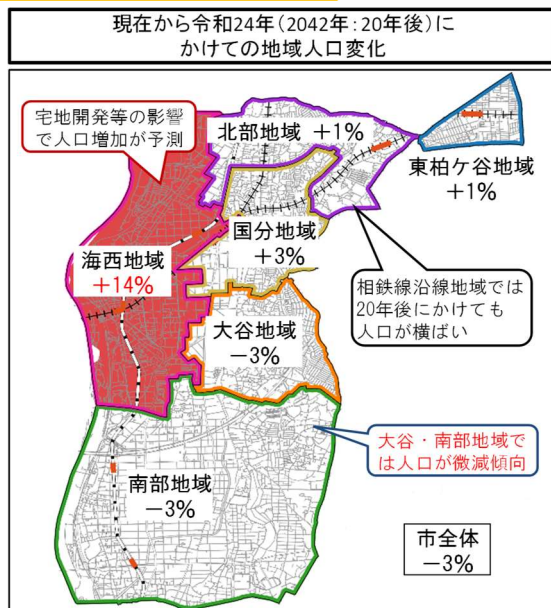 現在から令和24年(2042年:20年後)に
かけての地域人口変化
宅地開発等の影響
で人口増加が予測
北部地域 +1%
東柏ケ谷地域
+1%
国分地域
+3%
海西地域
+14%
相鉄線沿線地域では
20年後にかけても
人口が横ばい
大谷地域
−3%
大谷・南部地域で
は人口が微減傾向
南部地域
−3%
市全体
−3%